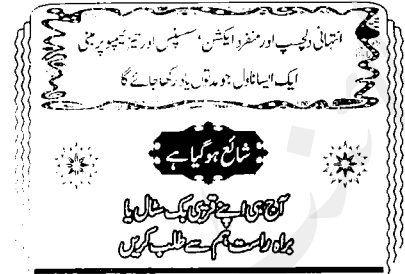 انتہائی دلچسپ اور منفرد ایکشن' سسپنس اور تیز ٹیمپو پر مبنی
ایک ایسا ناول جو مدتوں یاد رکھا جائے گا
شائع ہوگیا ہے
آج ہی اپنے قریبی بک سٹال یا
براہ راست ہم سے طلب کریں